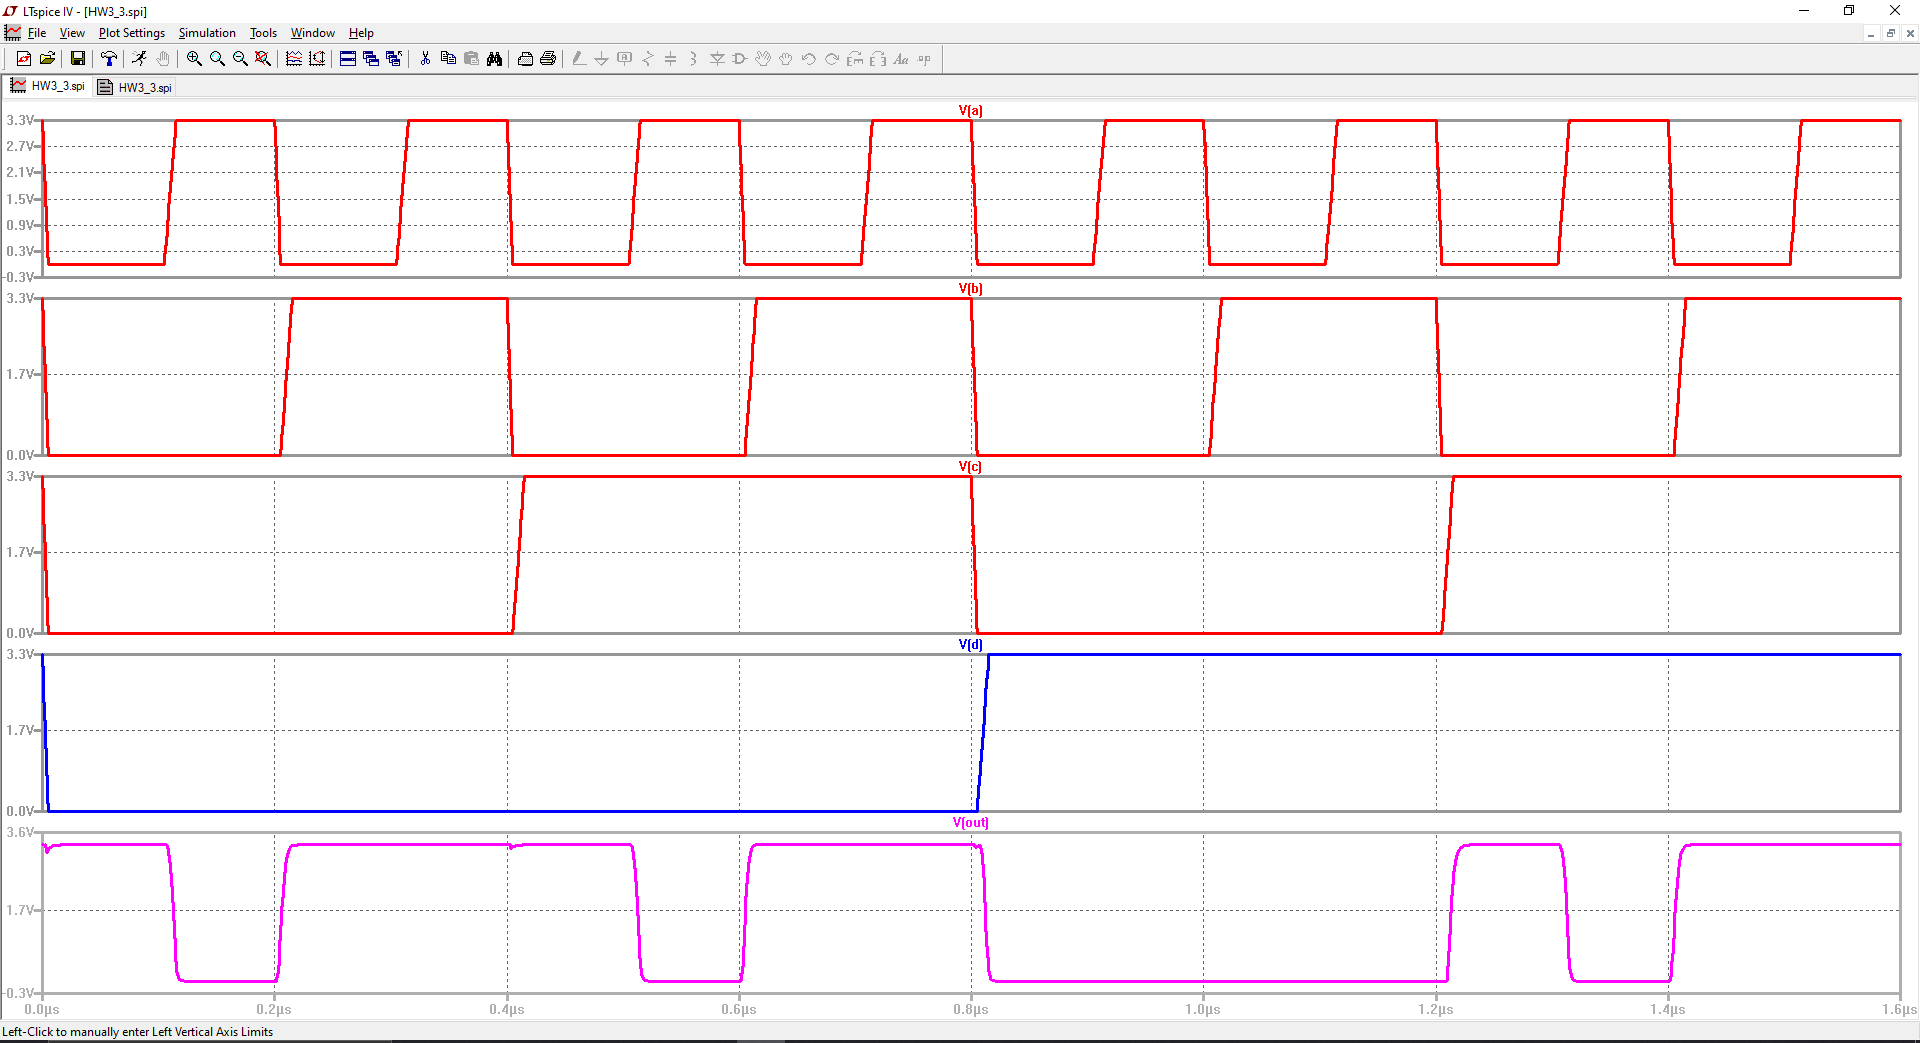 LTspice IV - [HW3_3.spi]
File View Plot Settings Simulation Tools Window Help
HW3_3.spi HW3_3.spi
V(a)
3.3V
2.7V
2.1V
1.5V
0.9V
0.3V
-0.3V
V(b)
3.3V
1.7V
0.0V
V(c)
3.3V
1.7V
0.0V
V(d)
3.3V
1.7V
0.0V
V(out)
3.6V
1.7V
-0.3V
0.0µs 0.2µs 0.4µs 0.6µs 0.8µs 1.0µs 1.2µs 1.4µs 1.6µs
Left-Click to manually enter Left Vertical Axis Limits